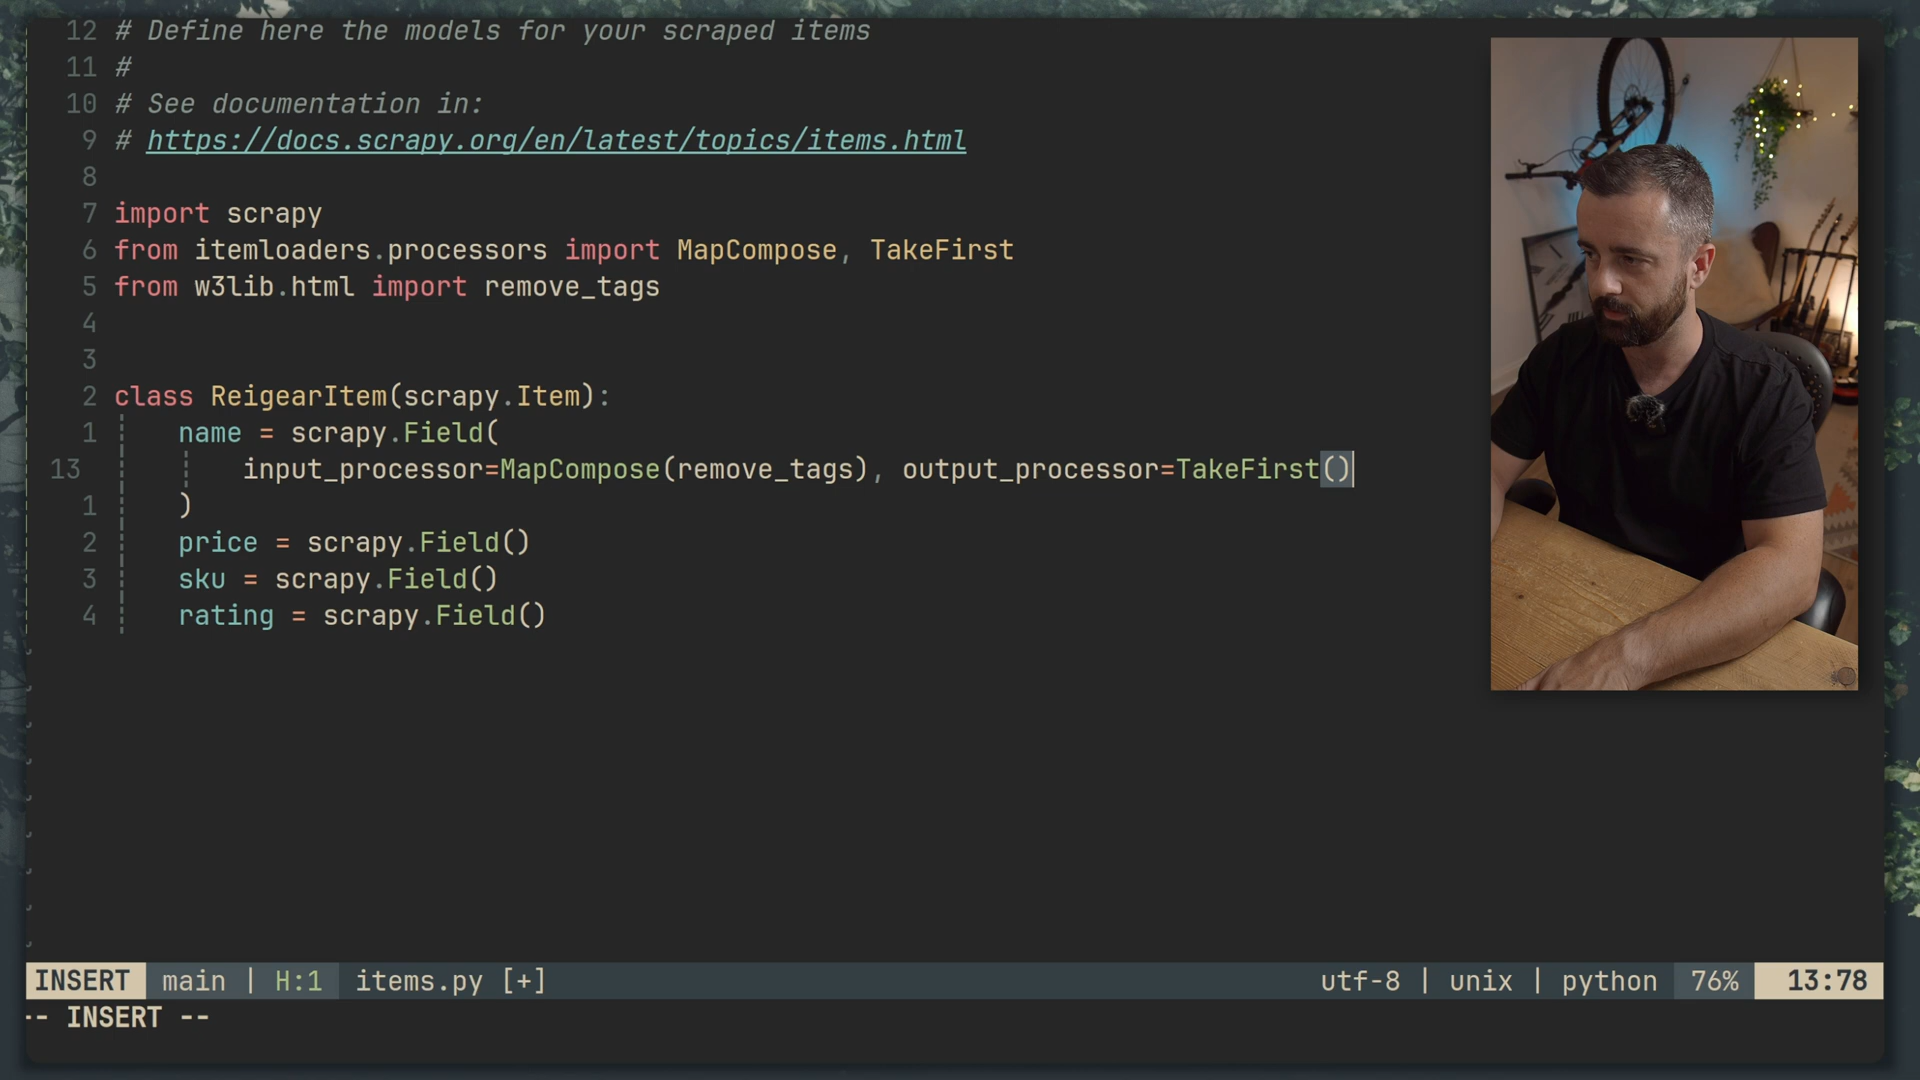 12 # Define here the models for your scraped items
11 #
10 # See documentation in:
9 # https://docs.scrapy.org/en/latest/topics/items.html
8
7 import scrapy
6 from itemloaders.processors import MapCompose, TakeFirst
5 from w3lib.html import remove_tags
4
3
2 class ReigearItem(scrapy.Item):
1 name = scrapy.Field(
13 input_processor=MapCompose(remove_tags), output_processor=TakeFirst()
1 )
2 price = scrapy.Field()
3 sku = scrapy.Field()
4 rating = scrapy.Field()
INSERT main | H:1 items.py [+] utf-8 | unix | python 76% 13:78
-- INSERT --